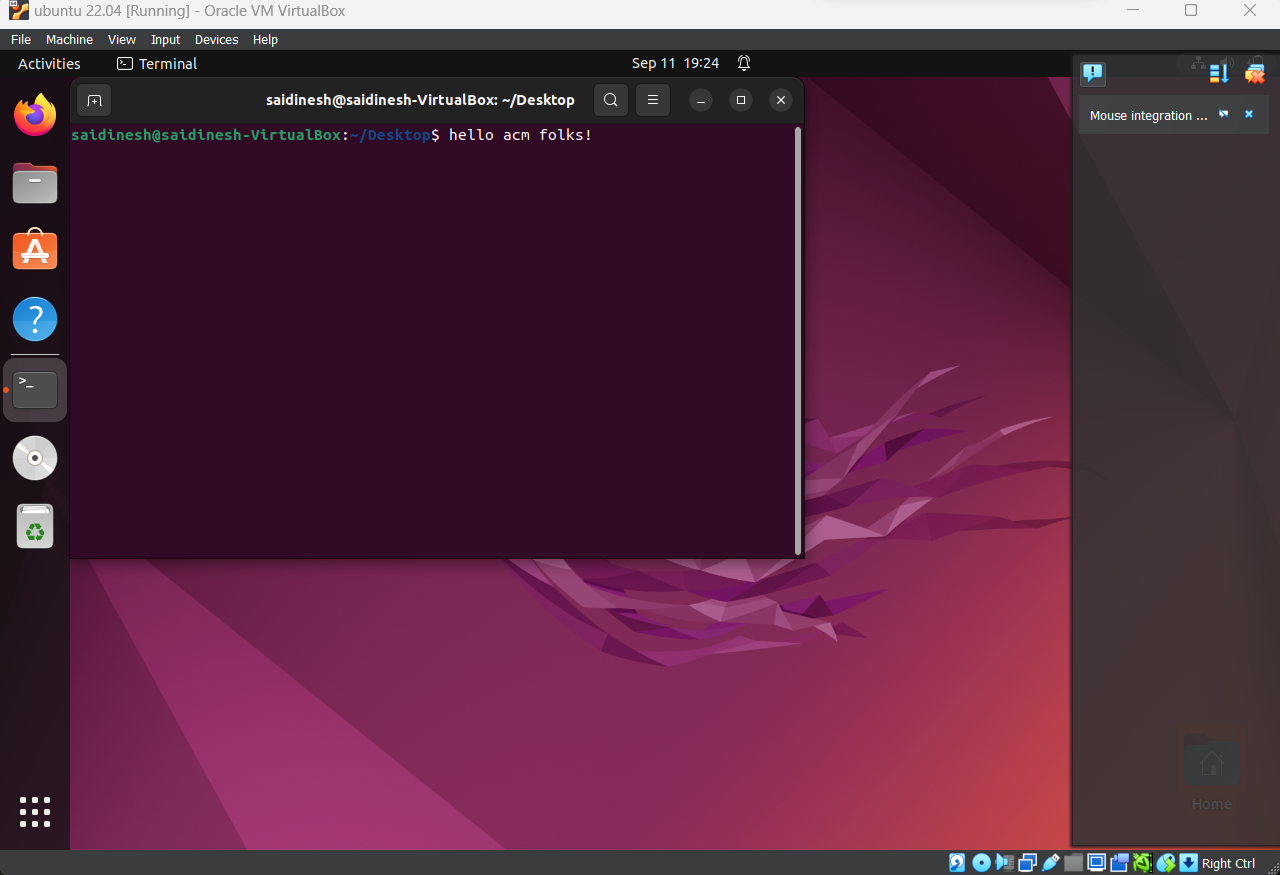 ubuntu 22.04 [Running] - Oracle VM VirtualBox
File Machine View Input Devices Help
Activities Terminal Sep 11 19:24
saidinesh@saidinesh-VirtualBox: ~/Desktop
Mouse integration ...
saidinesh@saidinesh-VirtualBox:~/Desktop$ hello acm folks!
Home
Right Ctrl